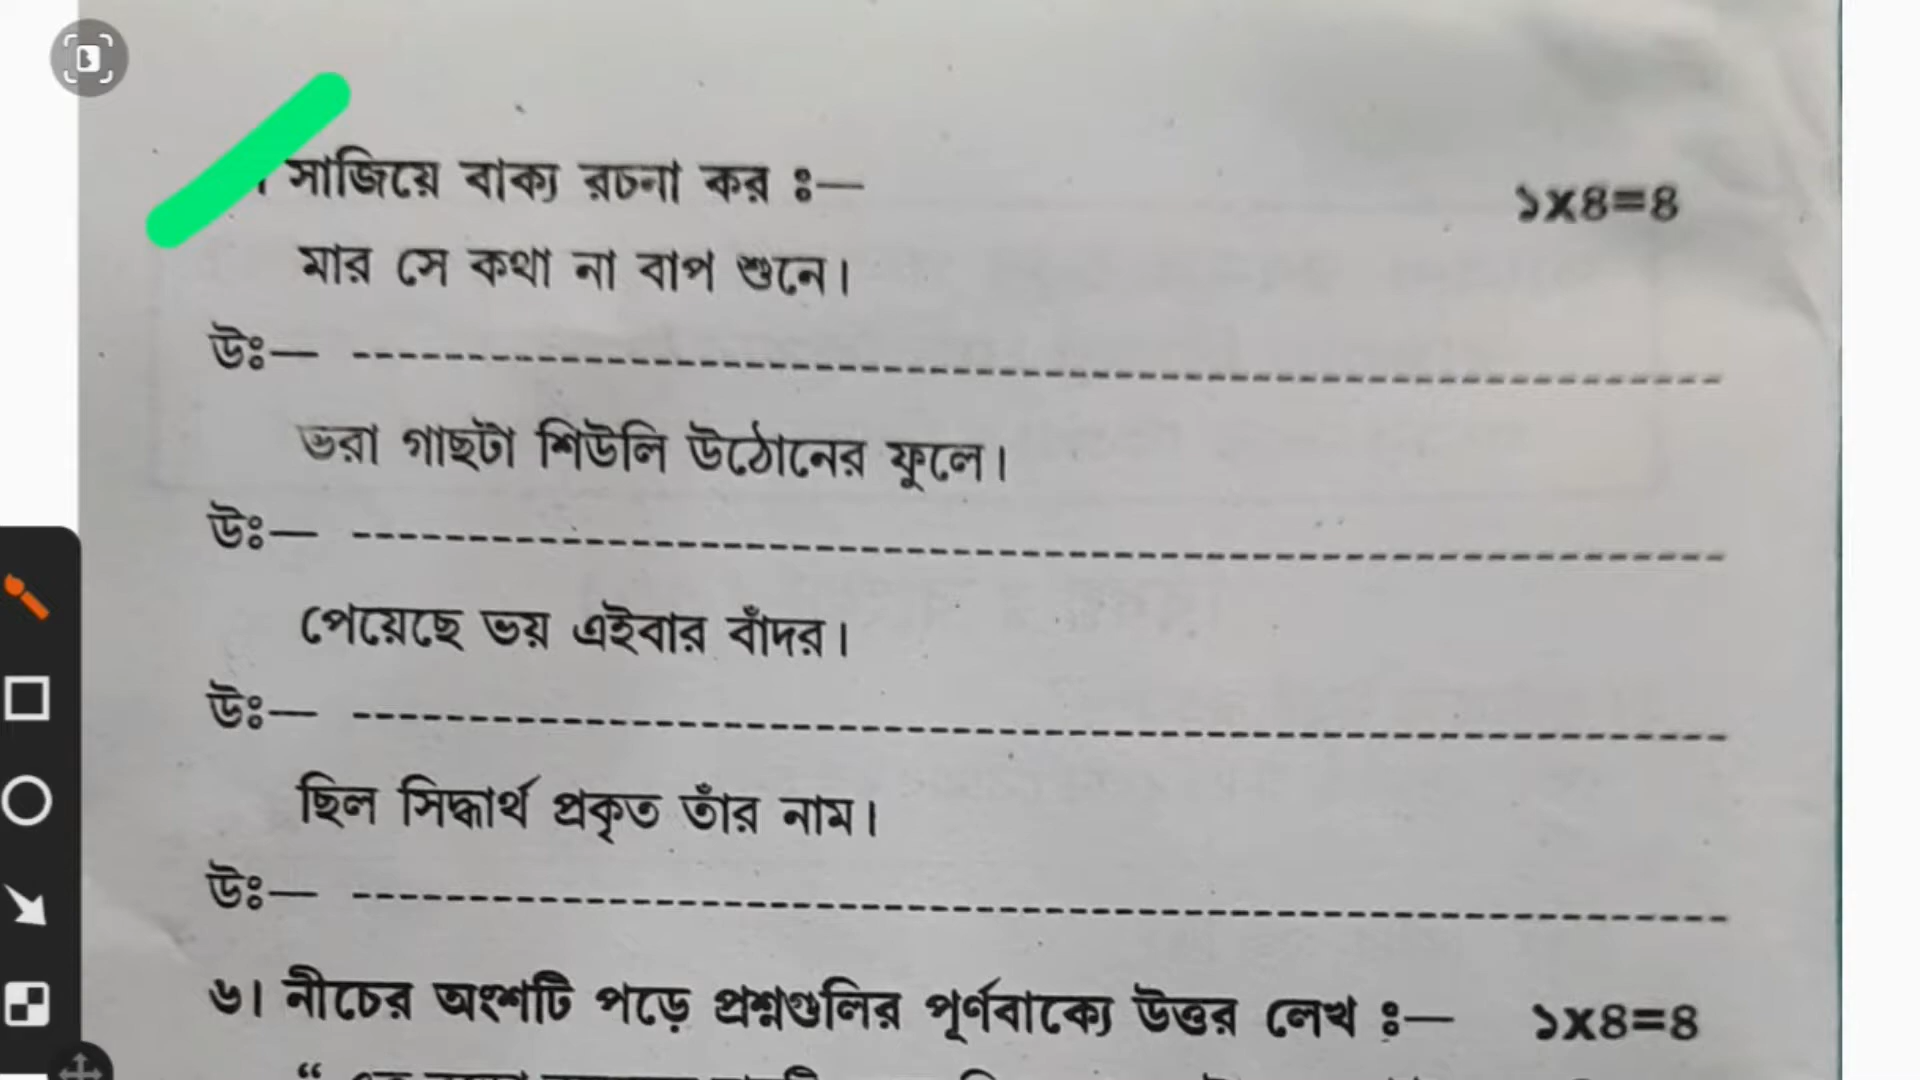 । সাজিয়ে বাক্য রচনা কর ঃ— ১x৪=৪
মার সে কথা না বাপ শুনে।
উঃ— ------------------------------
ভরা গাছটা শিউলি উঠোনের ফুলে।
উঃ— ------------------------------
পেয়েছে ভয় এইবার বাঁদর।
উঃ— ------------------------------
ছিল সিদ্ধার্থ প্রকৃত তাঁর নাম।
উঃ— ------------------------------
৬। নীচের অংশটি পড়ে প্রশ্নগুলির পূর্ণবাক্যে উত্তর লেখ ঃ— ১x৪=৪